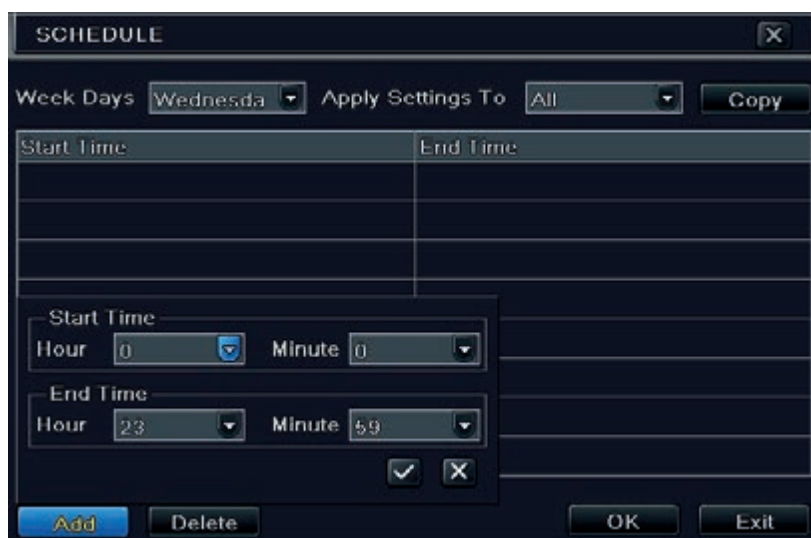 SCHEDULE
Week Days Wednesda Apply Settings To All Copy
Start Time End Time
Start Time
Hour 0 Minute 0
End Time
Hour 23 Minute 59
Add Delete OK Exit